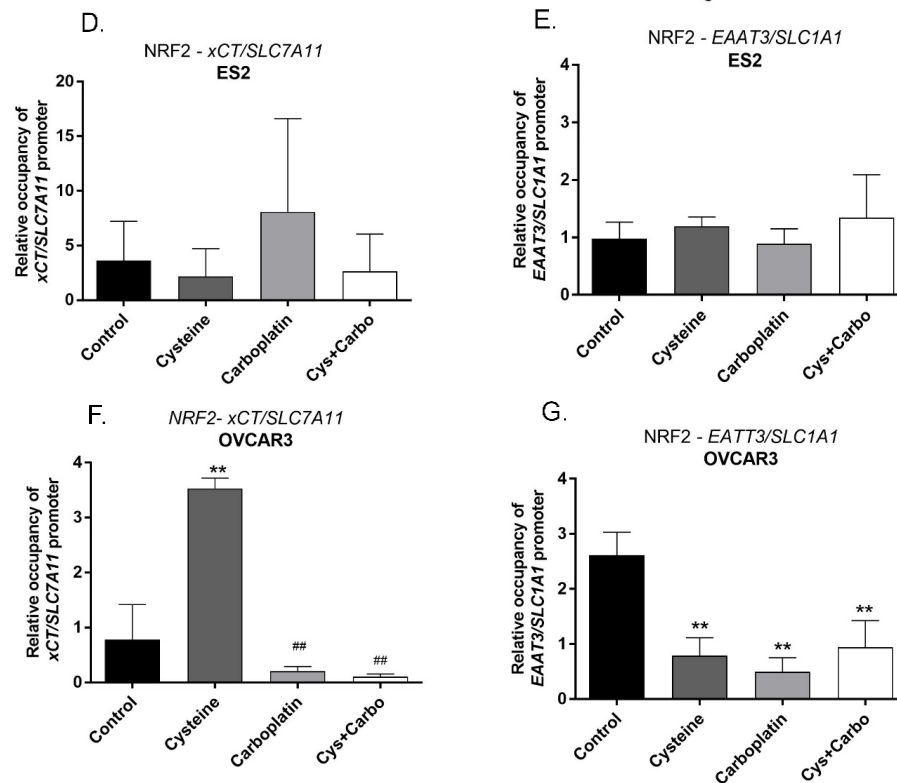 D.
NRF2 - xCT/SLC7A11
ES2
Relative occupancy of
xCT/SLC7A11 promoter
20
15
10
5
0
Control
Cysteine
Carboplatin
Cys+Carbo
E.
NRF2 - EAAT3/SLC1A1
ES2
Relative occupancy of
EAAT3/SLC1A1 promoter
4
3
2
1
0
Control
Cysteine
Carboplatin
Cys+Carbo
F.
NRF2- xCT/SLC7A11
OVCAR3
Relative occupancy of
xCT/SLC7A11 promoter
4
3
2
1
0
**
##
##
Control
Cysteine
Carboplatin
Cys+Carbo
G.
NRF2 - EATT3/SLC1A1
OVCAR3
Relative occupancy of
EAAT3/SLC1A1 promoter
4
3
2
1
0
**
**
**
Control
Cysteine
Carboplatin
Cys+Carbo